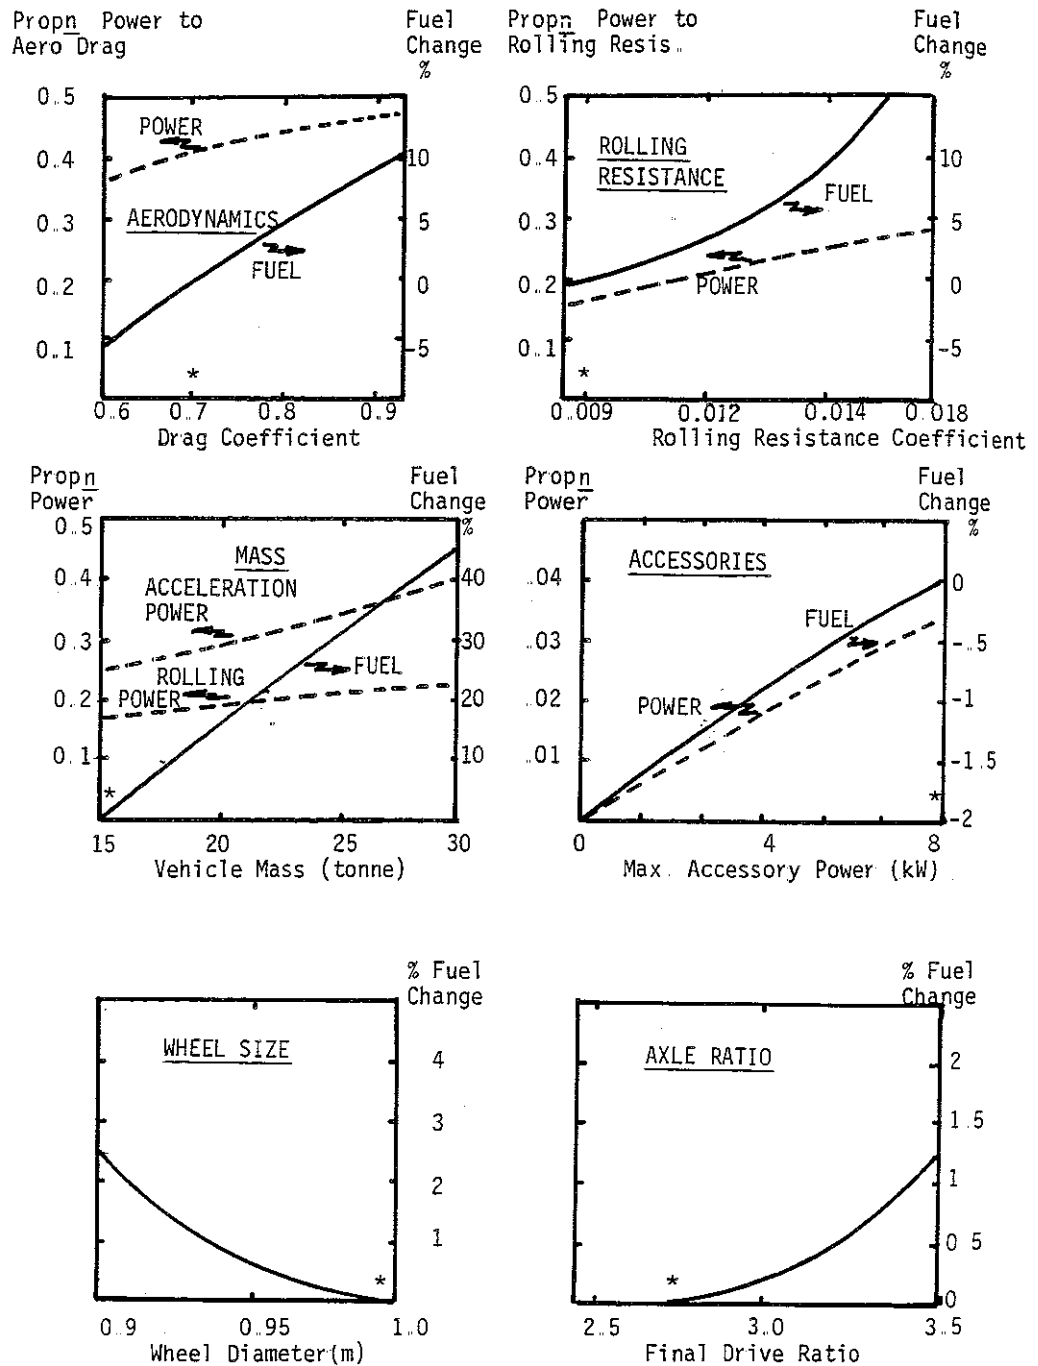 Propn Power to
Aero Drag
Fuel
Change
%
0.5
POWER
0.4
10
0.3
AERODYNAMICS
5
FUEL
0.2
0
0.1
-5
*
0.6 0.7 0.8 0.9
Drag Coefficient
Propn Power to
Rolling Resis.
Fuel
Change
%
0.5
ROLLING
RESISTANCE
0.4
10
FUEL
0.3
5
0.2
POWER
0
0.1
-5
*
0.009 0.012 0.014 0.018
Rolling Resistance Coefficient
Propn
Power
Fuel
Change
%
0.5
MASS
0.4
ACCELERATION
POWER
40
0.3
30
ROLLING
POWER
FUEL
0.2
20
0.1
10
*
15 20 25 30
Vehicle Mass (tonne)
Propn
Power
Fuel
Change
%
ACCESSORIES
.04
0
FUEL
.03
-.5
POWER
.02
-1
.01
-1.5
*
-2
0 4 8
Max. Accessory Power (kW)
% Fuel
Change
WHEEL SIZE
4
3
2
1
*
0.9 0.95 1.0
Wheel Diameter(m)
% Fuel
Change
AXLE RATIO
2
1.5
1
0 5
*
0
2.5 3.0 3.5
Final Drive Ratio